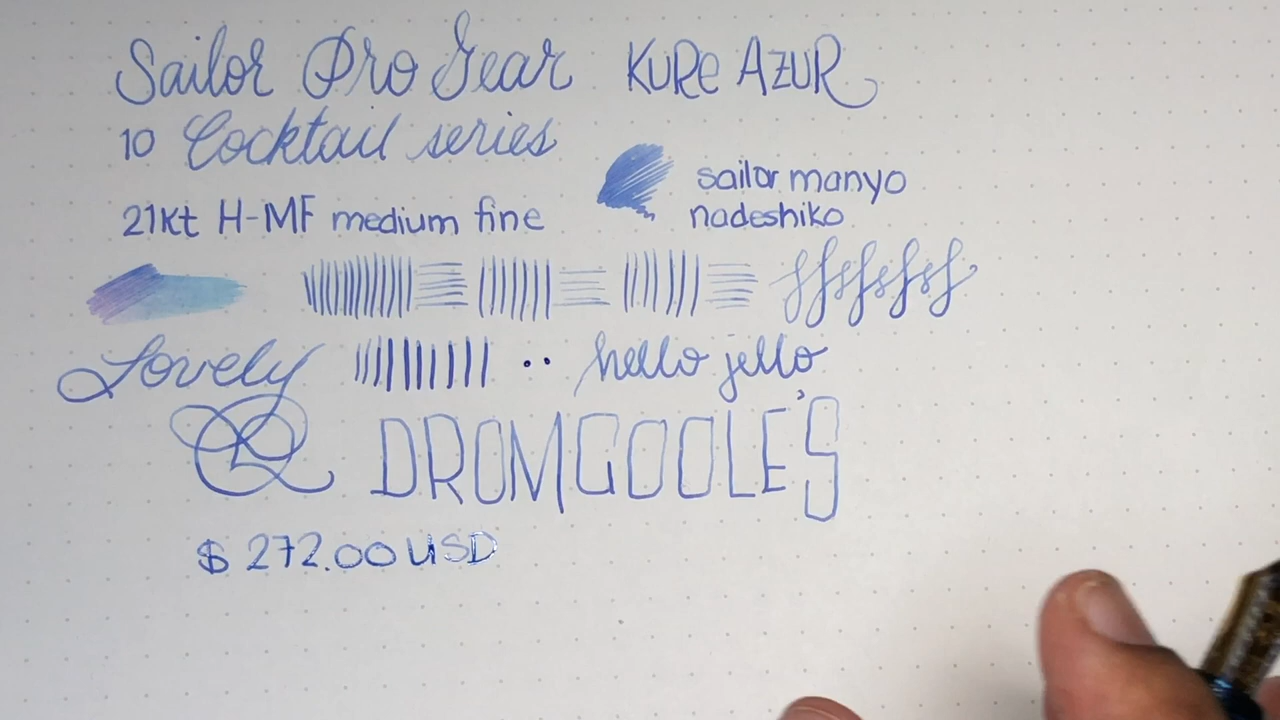 Sailor Pro Gear KURe AZUR
10 Cocktail series
sailor manyo
nadeshiko
21Kt H-MF medium fine
Lovely
hello jello
DROMGOOLE'S
$ 272.00 USD